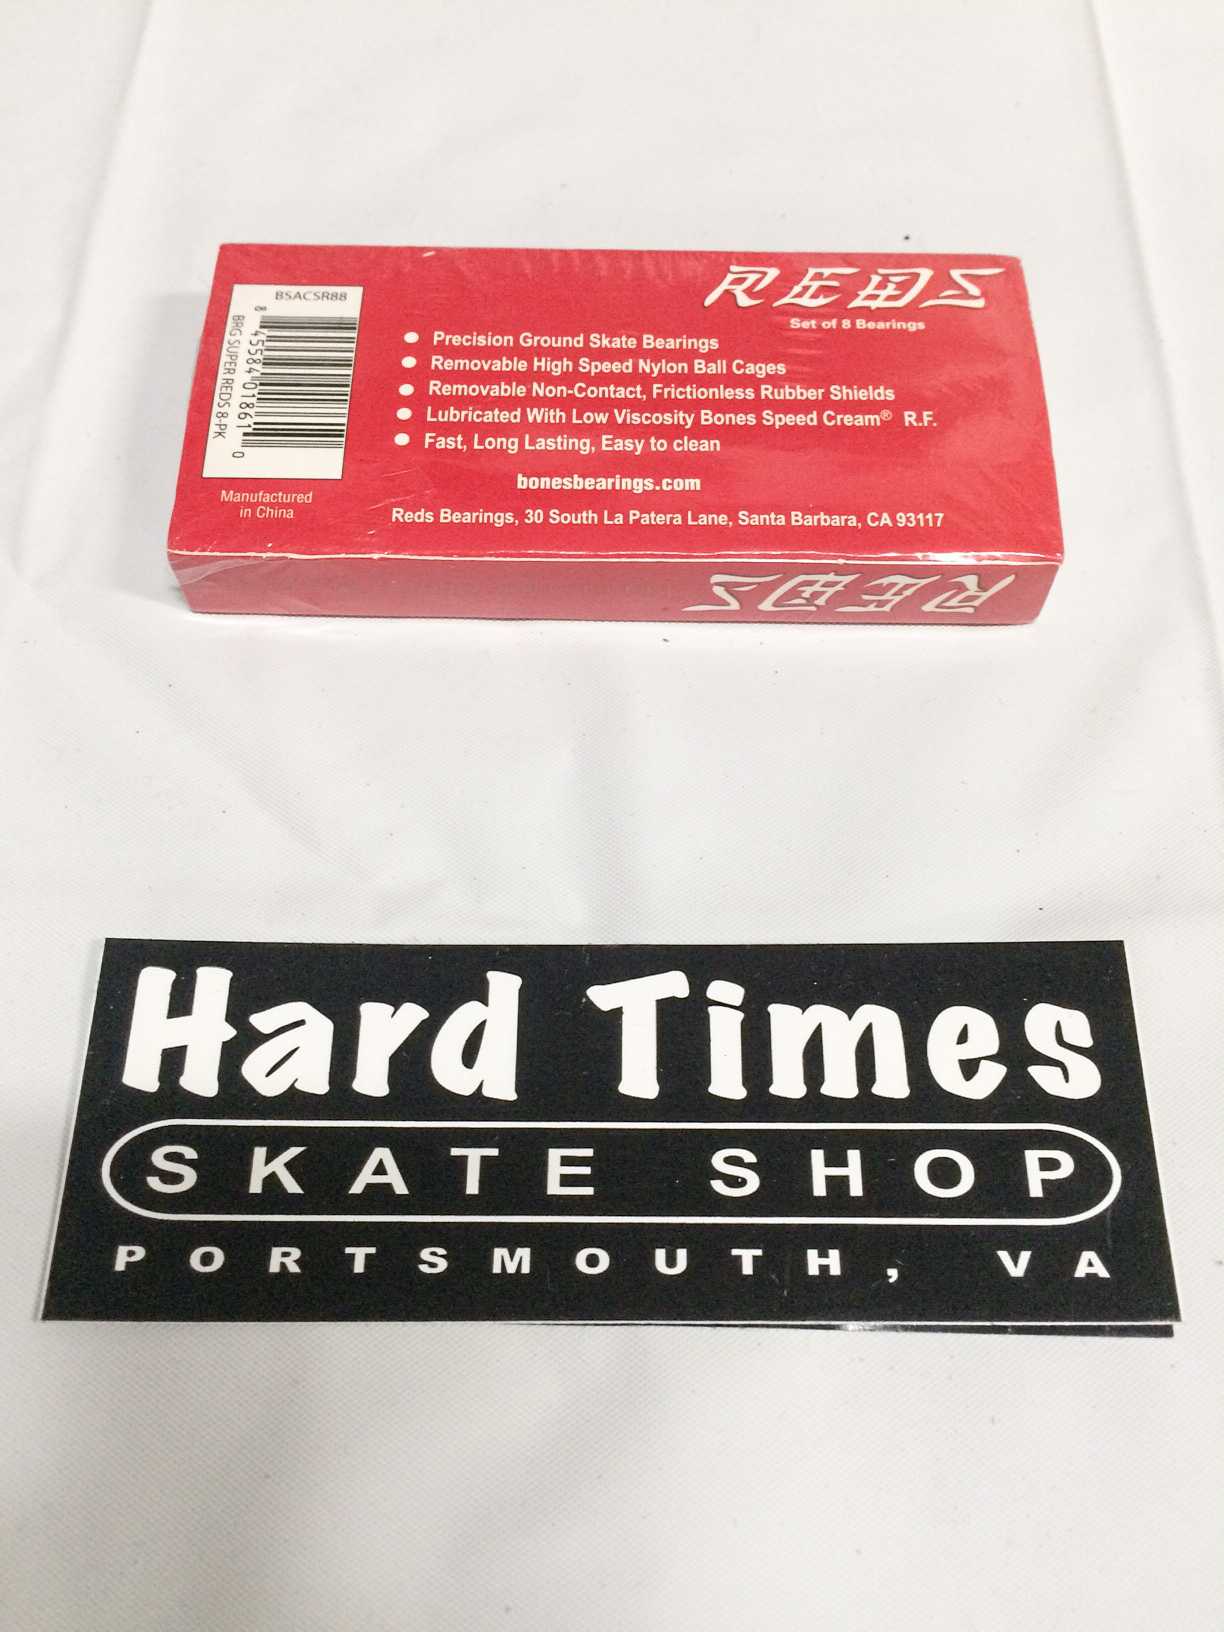 BSACSR88
8 45584 01861 0
BRG SUPER REDS 8-PK
Manufactured
in China
REDS
Set of 8 Bearings
● Precision Ground Skate Bearings
● Removable High Speed Nylon Ball Cages
● Removable Non-Contact, Frictionless Rubber Shields
● Lubricated With Low Viscosity Bones Speed Cream® R.F.
● Fast, Long Lasting, Easy to clean
bonesbearings.com
Reds Bearings, 30 South La Patera Lane, Santa Barbara, CA 93117
REDS
Hard Times
SKATE SHOP
PORTSMOUTH, VA